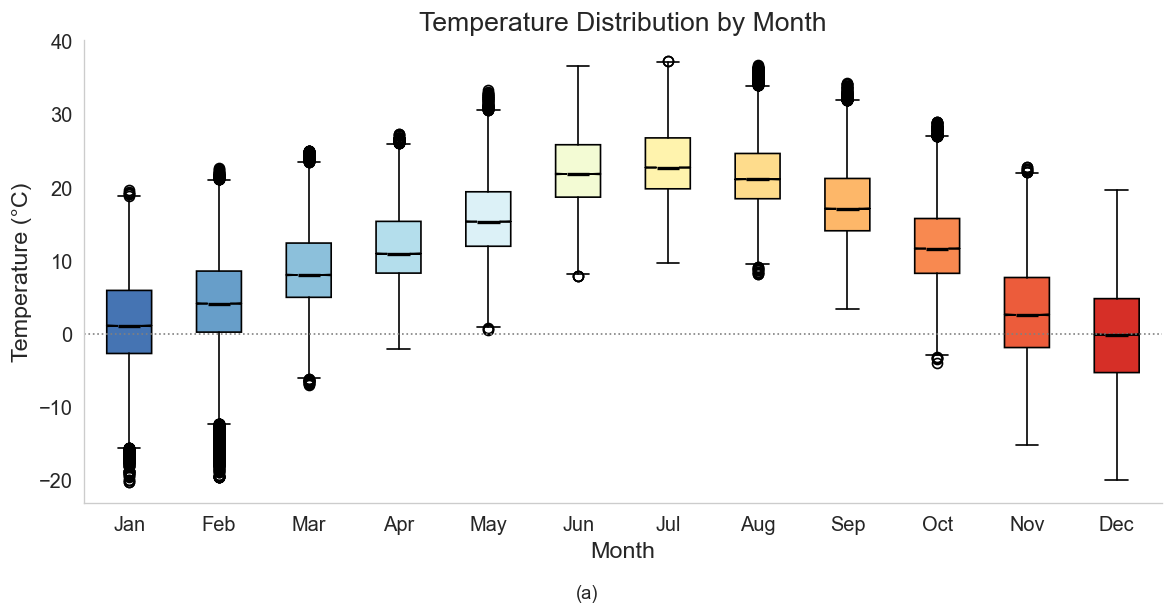 Temperature Distribution by Month
Temperature (°C)
40
30
20
10
0
−10
−20
Jan Feb Mar Apr May Jun Jul Aug Sep Oct Nov Dec
Month
(a)